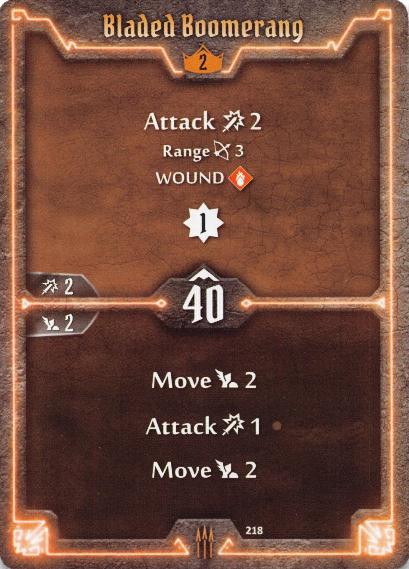 Bladed Boomerang
2
Attack 2
Range 3
WOUND
1
2
40
2
Move 2
Attack 1
Move 2
218